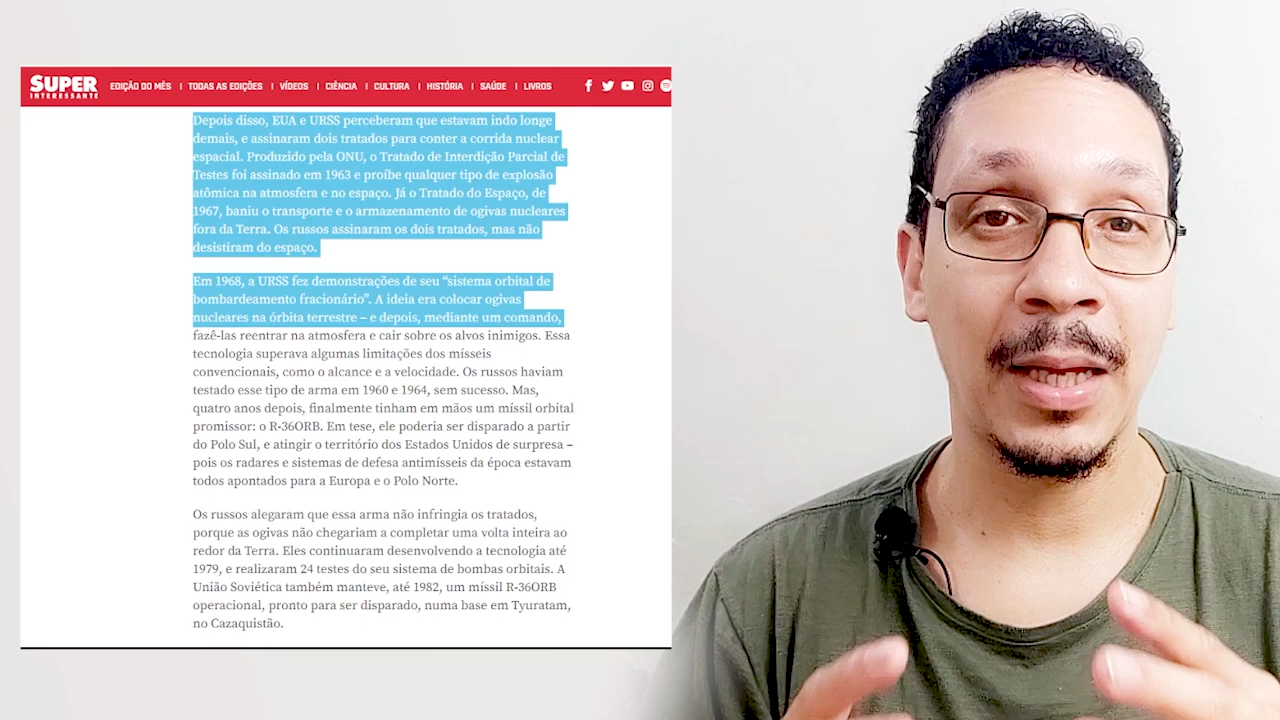 SUPER
INTERESSANTE
EDIÇÃO DO MÊS | TODAS AS EDIÇÕES | VÍDEOS | CIÊNCIA | CULTURA | HISTÓRIA | SAÚDE | LIVROS
Depois disso, EUA e URSS perceberam que estavam indo longe
demais, e assinaram dois tratados para conter a corrida nuclear
espacial. Produzido pela ONU, o Tratado de Interdição Parcial de
Testes foi assinado em 1963 e proíbe qualquer tipo de explosão
atômica na atmosfera e no espaço. Já o Tratado do Espaço, de
1967, baniu o transporte e o armazenamento de ogivas nucleares
fora da Terra. Os russos assinaram os dois tratados, mas não
desistiram do espaço.
Em 1968, a URSS fez demonstrações de seu “sistema orbital de
bombardeamento fracionário”. A ideia era colocar ogivas
nucleares na órbita terrestre – e depois, mediante um comando,
fazê-las reentrar na atmosfera e cair sobre os alvos inimigos. Essa
tecnologia superava algumas limitações dos mísseis
convencionais, como o alcance e a velocidade. Os russos haviam
testado esse tipo de arma em 1960 e 1964, sem sucesso. Mas,
quatro anos depois, finalmente tinham em mãos um míssil orbital
promissor: o R-36ORB. Em tese, ele poderia ser disparado a partir
do Polo Sul, e atingir o território dos Estados Unidos de surpresa –
pois os radares e sistemas de defesa antimísseis da época estavam
todos apontados para a Europa e o Polo Norte.
Os russos alegaram que essa arma não infringia os tratados,
porque as ogivas não chegariam a completar uma volta inteira ao
redor da Terra. Eles continuaram desenvolvendo a tecnologia até
1979, e realizaram 24 testes do seu sistema de bombas orbitais. A
União Soviética também manteve, até 1982, um míssil R-36ORB
operacional, pronto para ser disparado, numa base em Tyuratam,
no Cazaquistão.